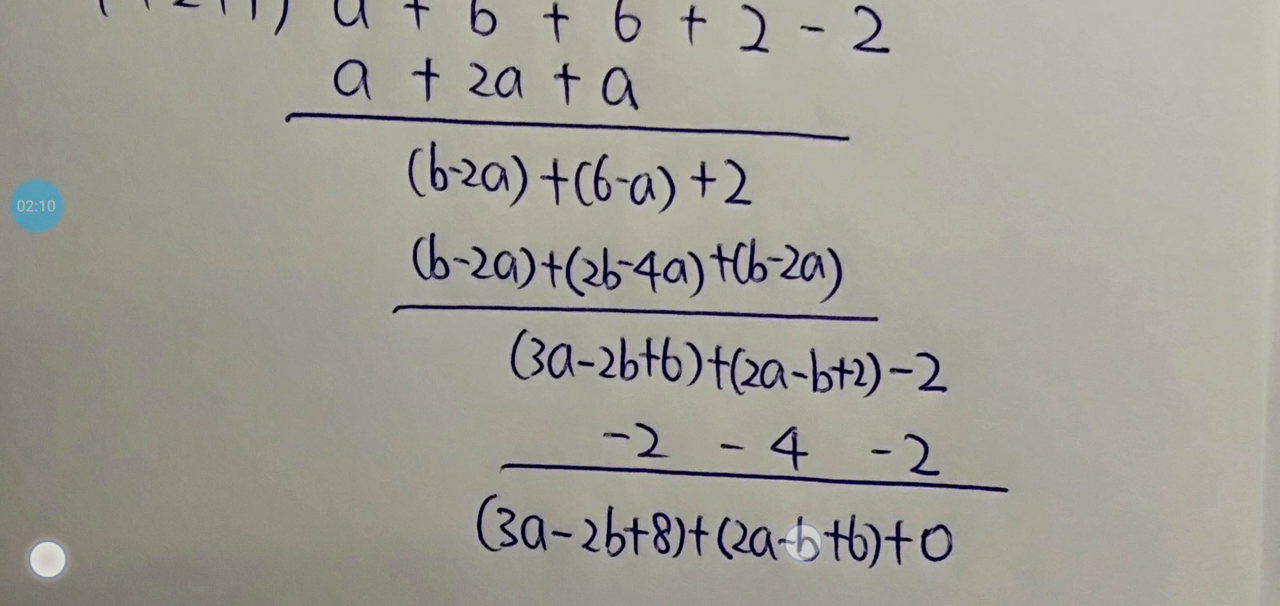 a + b + 6 + 2 - 2
a + 2a + a
(b-2a)+(6-a)+2
02:10
(b-2a)+(2b-4a)+(b-2a)
(3a-2b+6)+(2a-b+2)-2
-2 - 4 -2
(3a-2b+8)+(2a-b+6)+0